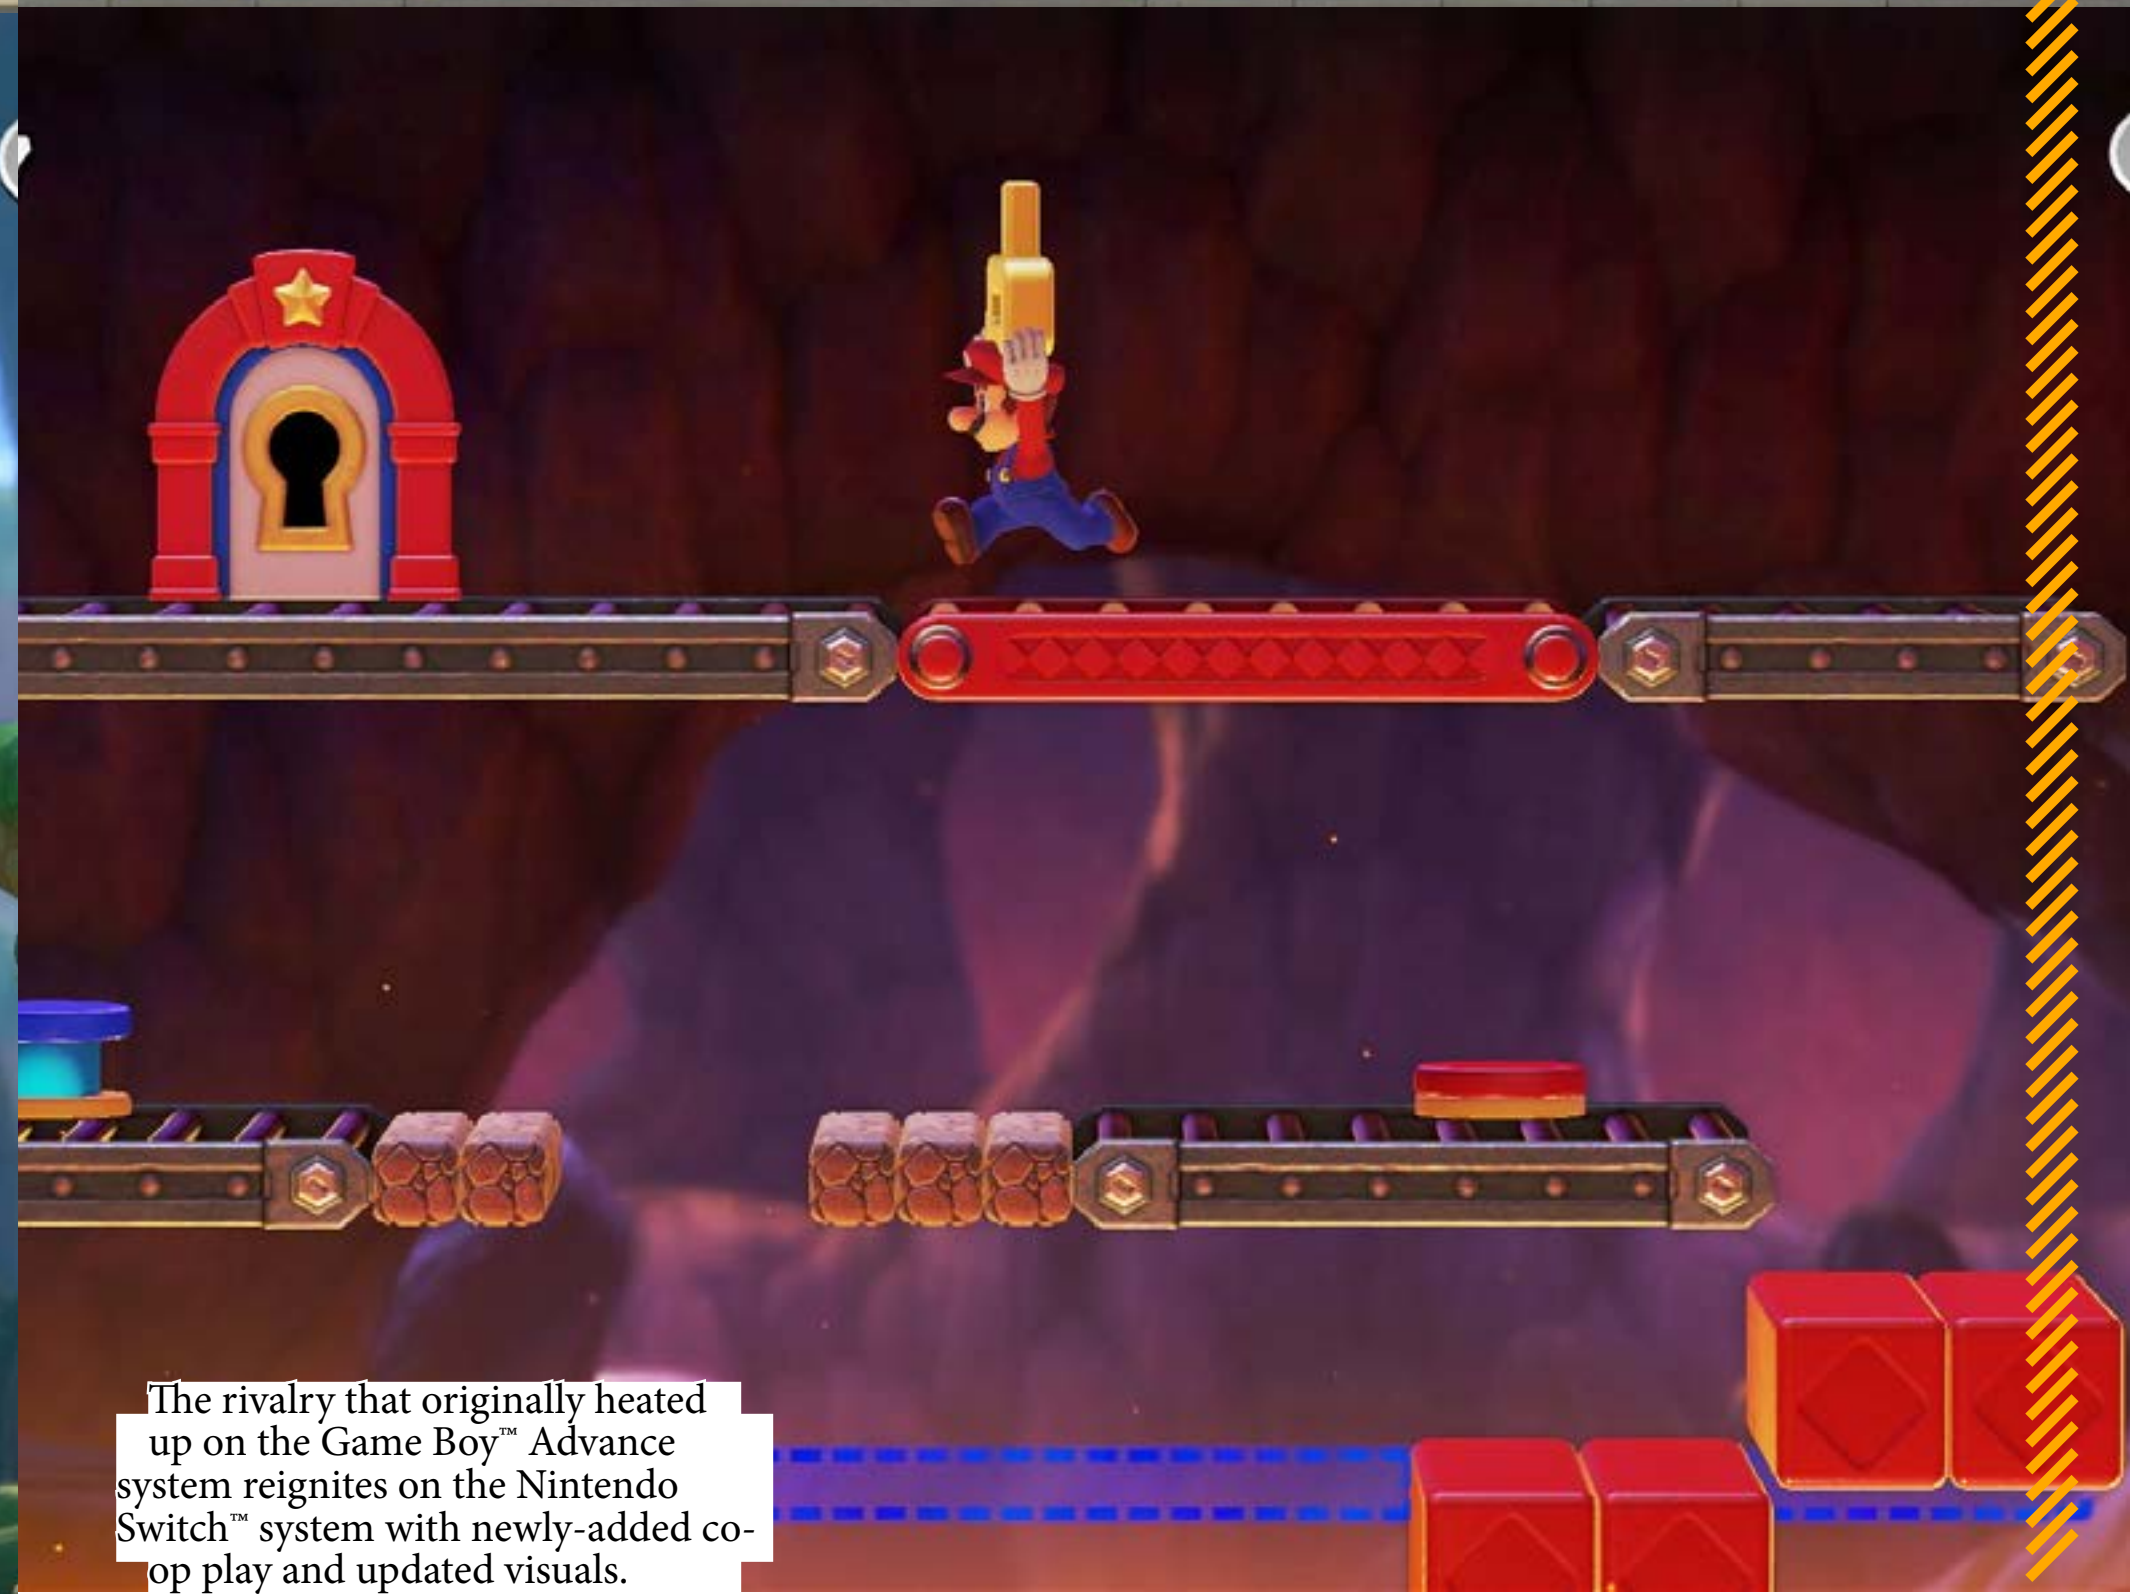 The rivalry that originally heated
up on the Game Boy™ Advance
system reignites on the Nintendo
Switch™ system with newly-added co-
op play and updated visuals.